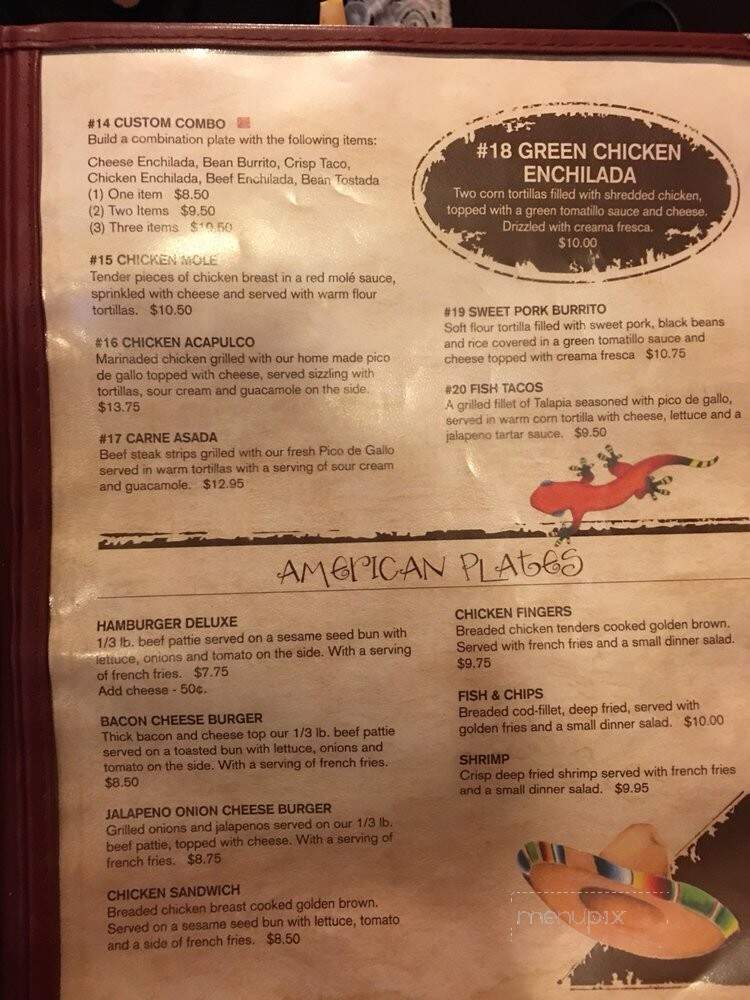 #14 CUSTOM COMBO
Build a combination plate with the following items:
Cheese Enchilada, Bean Burrito, Crisp Taco,
Chicken Enchilada, Beef Enchilada, Bean Tostada
(1) One item $8.50
(2) Two Items $9.50
(3) Three items $10.50
#15 CHICKEN MOLE
Tender pieces of chicken breast in a red molé sauce,
sprinkled with cheese and served with warm flour
tortillas. $10.50
#16 CHICKEN ACAPULCO
Marinaded chicken grilled with our home made pico
de gallo topped with cheese, served sizzling with
tortillas, sour cream and guacamole on the side.
$13.75
#17 CARNE ASADA
Beef steak strips grilled with our fresh Pico de Gallo
served in warm tortillas with a serving of sour cream
and guacamole. $12.95
#18 GREEN CHICKEN
ENCHILADA
Two corn tortillas filled with shredded chicken,
topped with a green tomatillo sauce and cheese.
Drizzled with creama fresca.
$10.00
#19 SWEET PORK BURRITO
Soft flour tortilla filled with sweet pork, black beans
and rice covered in a green tomatillo sauce and
cheese topped with creama fresca $10.75
#20 FISH TACOS
A grilled fillet of Talapia seasoned with pico de gallo,
served in warm corn tortilla with cheese, lettuce and a
jalapeno tartar sauce. $9.50
AMERICAN PLATES
HAMBURGER DELUXE
1/3 lb. beef pattie served on a sesame seed bun with
lettuce, onions and tomato on the side. With a serving
of french fries. $7.75
Add cheese - 50¢.
BACON CHEESE BURGER
Thick bacon and cheese top our 1/3 lb. beef pattie
served on a toasted bun with lettuce, onions and
tomato on the side. With a serving of french fries.
$8.50
JALAPENO ONION CHEESE BURGER
Grilled onions and jalapenos served on our 1/3 lb.
beef pattie, topped with cheese. With a serving of
french fries. $8.75
CHICKEN SANDWICH
Breaded chicken breast cooked golden brown.
Served on a sesame seed bun with lettuce, tomato
and a side of french fries. $8.50
CHICKEN FINGERS
Breaded chicken tenders cooked golden brown.
Served with french fries and a small dinner salad.
$9.75
FISH & CHIPS
Breaded cod-fillet, deep fried, served with
golden fries and a small dinner salad. $10.00
SHRIMP
Crisp deep fried shrimp served with french fries
and a small dinner salad. $9.95
menupix